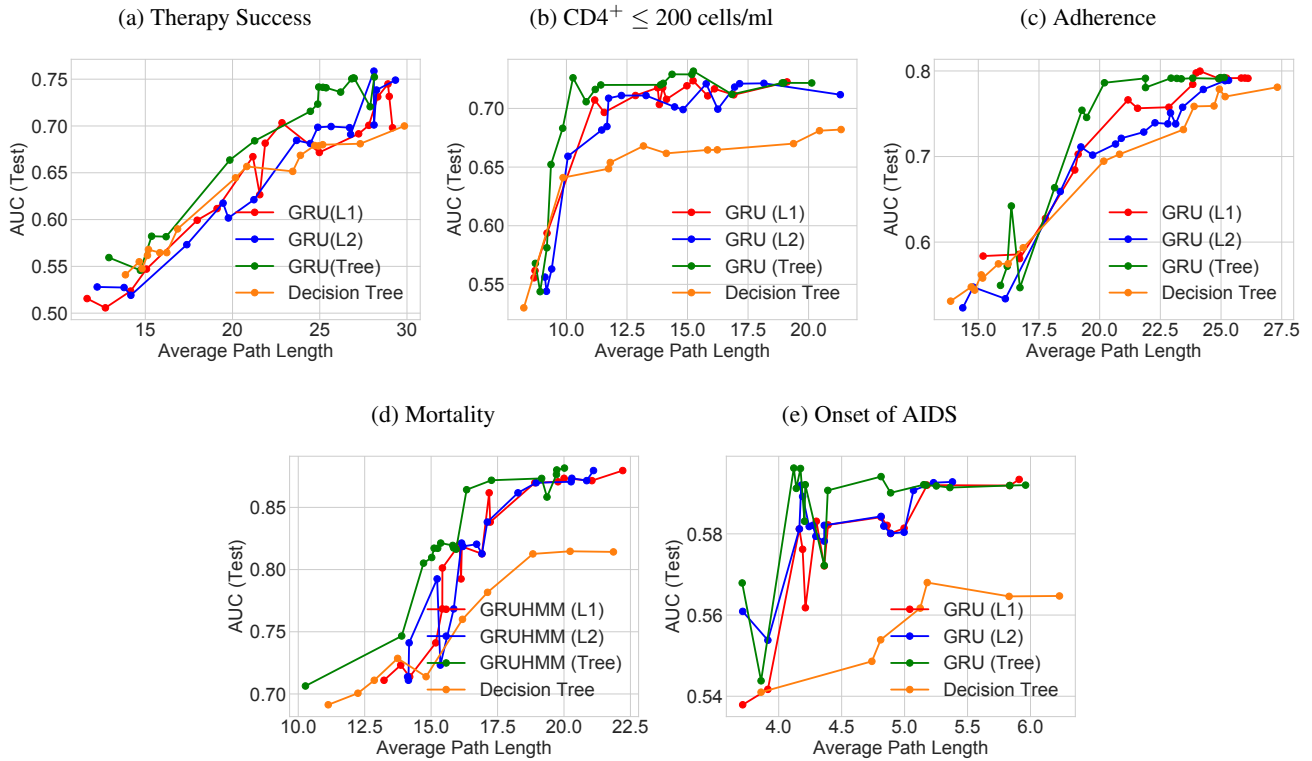 (a) Therapy Success
(b) CD4⁺ ≤ 200 cells/ml
(c) Adherence
AUC (Test)
0.75
0.70
0.65
0.60
0.55
0.50
GRU(L1)
GRU(L2)
GRU(Tree)
Decision Tree
15
20
25
30
Average Path Length
AUC (Test)
0.70
0.65
0.60
0.55
GRU (L1)
GRU (L2)
GRU (Tree)
Decision Tree
10.0
12.5
15.0
17.5
20.0
Average Path Length
AUC (Test)
0.8
0.7
0.6
GRU (L1)
GRU (L2)
GRU (Tree)
Decision Tree
15.0
17.5
20.0
22.5
25.0
27.5
Average Path Length
(d) Mortality
(e) Onset of AIDS
AUC (Test)
0.85
0.80
0.75
0.70
GRUHMM (L1)
GRUHMM (L2)
GRUHMM (Tree)
Decision Tree
10.0
12.5
15.0
17.5
20.0
22.5
Average Path Length
AUC (Test)
0.58
0.56
0.54
GRU (L1)
GRU (L2)
GRU (Tree)
Decision Tree
4.0
4.5
5.0
5.5
6.0
Average Path Length